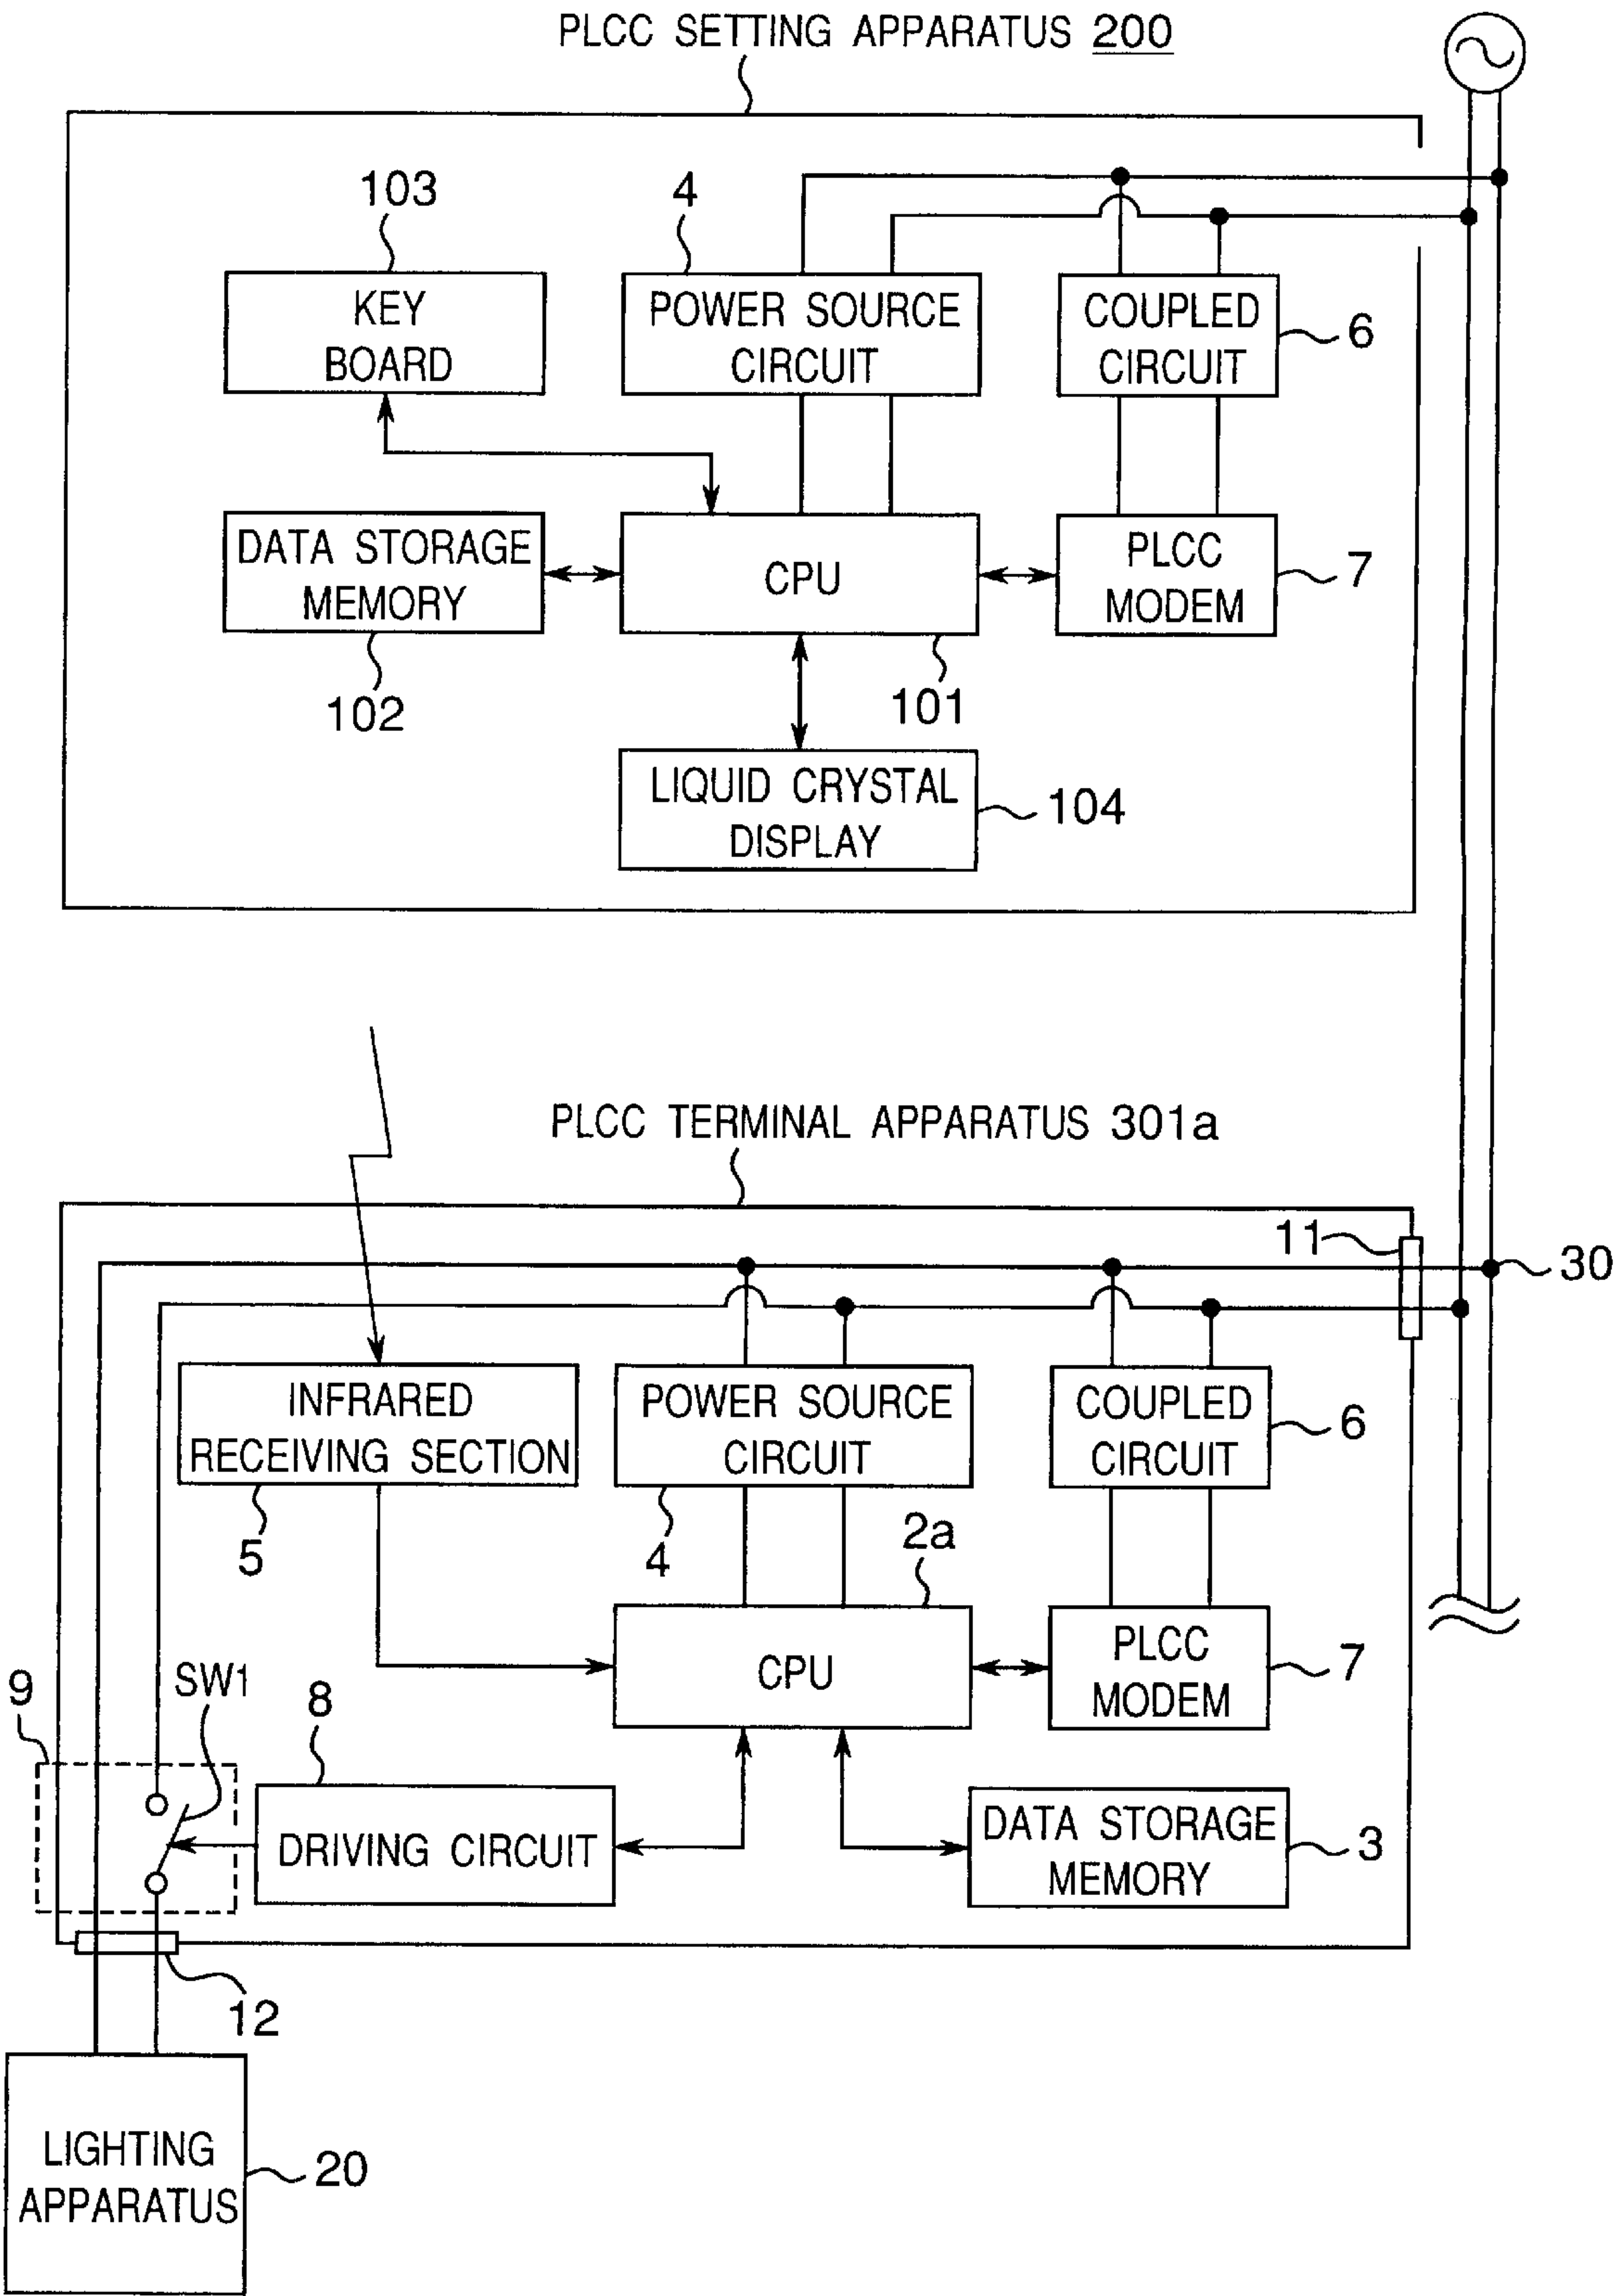 PLCC SETTING APPARATUS 200
103
4
KEY
BOARD
POWER SOURCE
CIRCUIT
COUPLED
CIRCUIT
6
DATA STORAGE
MEMORY
CPU
PLCC
MODEM
7
102
101
LIQUID CRYSTAL
DISPLAY
104
PLCC TERMINAL APPARATUS 301a
11
30
INFRARED
RECEIVING SECTION
POWER SOURCE
CIRCUIT
COUPLED
CIRCUIT
6
5
4
2a
CPU
PLCC
MODEM
7
9
SW1
8
DRIVING CIRCUIT
DATA STORAGE
MEMORY
3
12
LIGHTING
APPARATUS
20